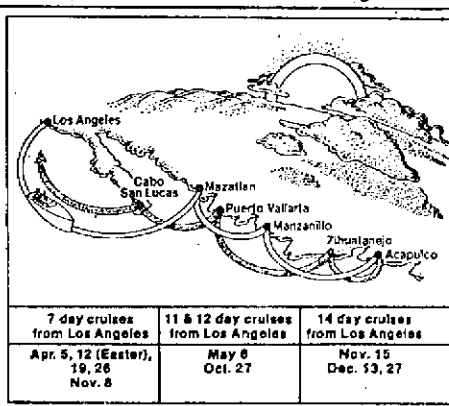 Los Angeles
Cabo
San Lucas
Mazatlan
Puerto Vallarta
Manzanillo
Zihuatanejo
Acapulco
7 day cruises
from Los Angeles
Apr. 5, 12 (Easter),
19, 26
Nov. 8
11 & 12 day cruises
from Los Angeles
May 6
Oct. 27
14 day cruises
from Los Angeles
Nov. 15
Dec. 13, 27